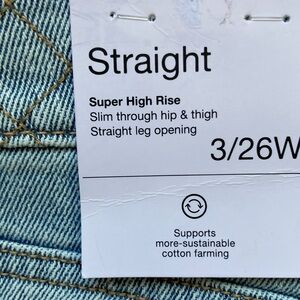 Straight
Super High Rise
Slim through hip & thigh
Straight leg opening
3/26W
Supports
more-sustainable
cotton farming